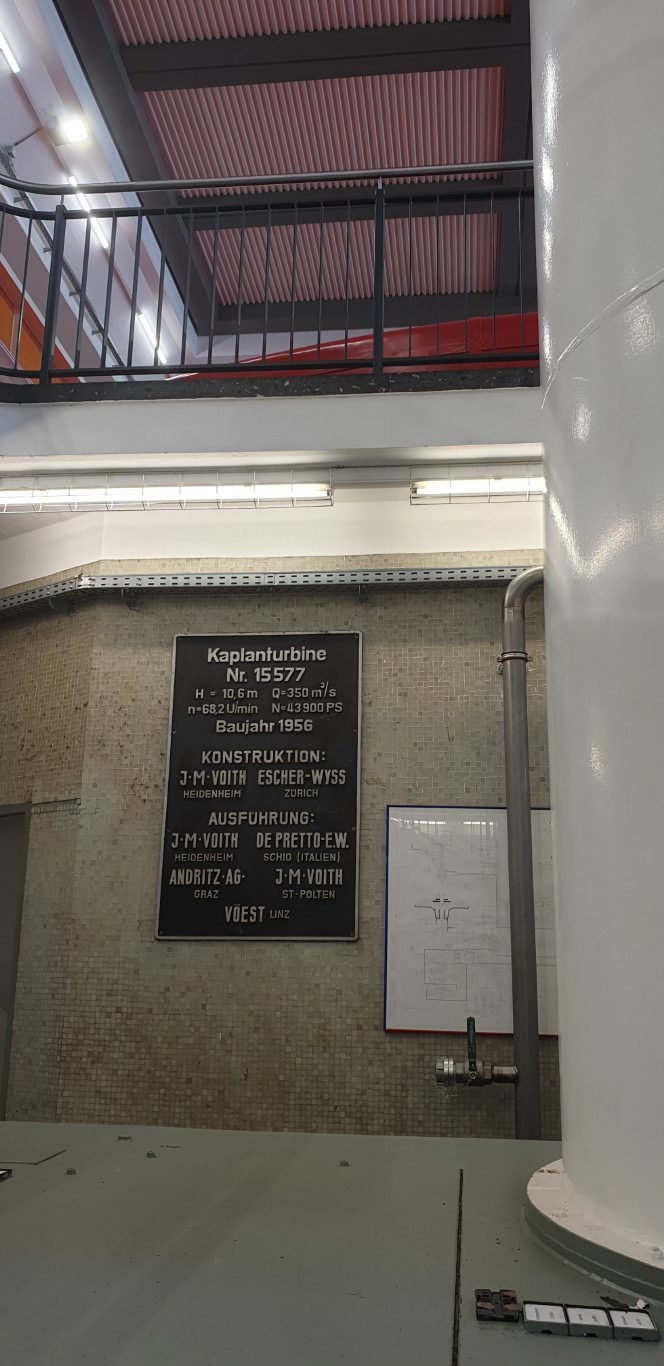 Kaplanturbine
Nr. 15577
H = 10,6 m Q=350 m³/s
n=68,2 U/min N=43900 PS
Baujahr 1956
KONSTRUKTION:
J·M·VOITH ESCHER-WYSS
HEIDENHEIM ZÜRICH
AUSFÜHRUNG:
J·M·VOITH DE PRETTO-E.W.
HEIDENHEIM SCHIO (ITALIEN)
ANDRITZ-AG· J·M·VOITH
GRAZ ST·PÖLTEN
VÖEST LINZ